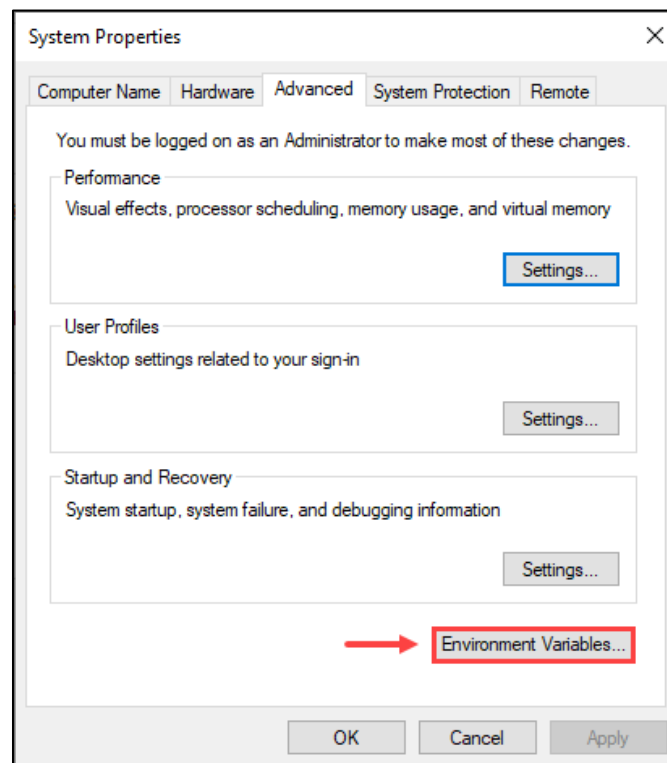 System Properties
Computer Name Hardware Advanced System Protection Remote
You must be logged on as an Administrator to make most of these changes.
Performance
Visual effects, processor scheduling, memory usage, and virtual memory
Settings...
User Profiles
Desktop settings related to your sign-in
Settings...
Startup and Recovery
System startup, system failure, and debugging information
Settings...
Environment Variables...
OK Cancel Apply